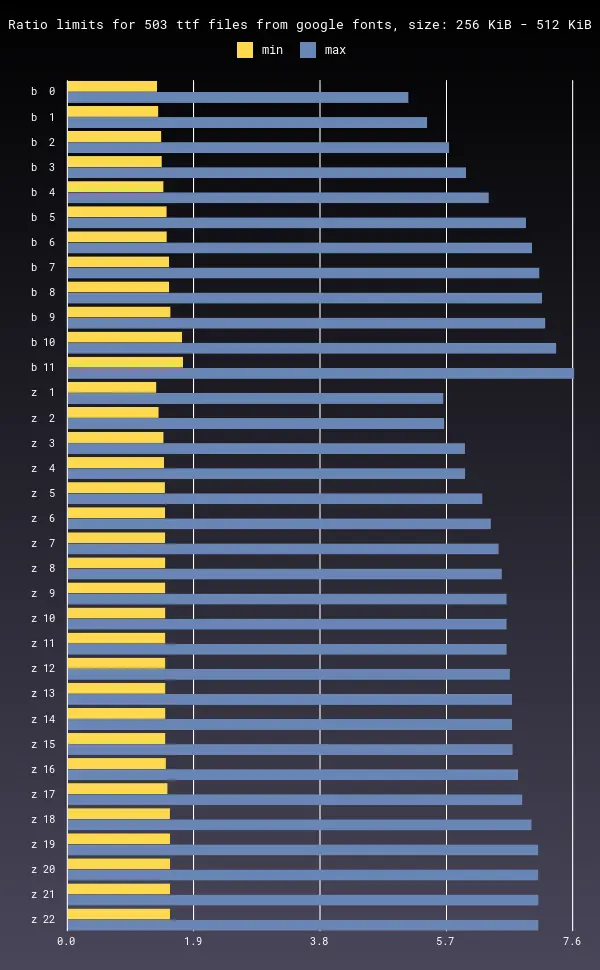 Ratio limits for 503 ttf files from google fonts, size: 256 KiB - 512 KiB
min max
b 0
b 1
b 2
b 3
b 4
b 5
b 6
b 7
b 8
b 9
b 10
b 11
z 1
z 2
z 3
z 4
z 5
z 6
z 7
z 8
z 9
z 10
z 11
z 12
z 13
z 14
z 15
z 16
z 17
z 18
z 19
z 20
z 21
z 22
0.0 1.9 3.8 5.7 7.6